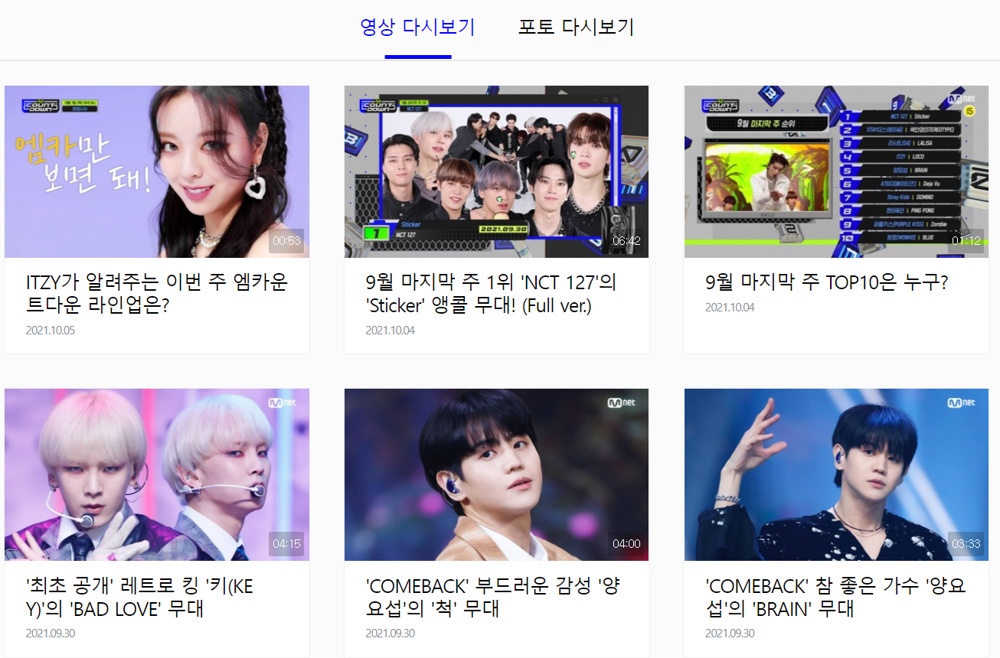 영상 다시보기
포토 다시보기
COUNT
DOWN
엠카만
보면 돼!
00:53
COUNT
DOWN
NCT 127
1
Sticker
NCT 127
2021.09.30
06:42
COUNT
DOWN
9월 마지막 주 순위
Mnet
15
1 NCT 127 | Sticker
2 STAYC(스테이씨) | 색안경(STEREOTYPE)
3 리사(LISA) | LALISA
4 ITZY | LOCO
5 양요섭 | BRAIN
6 ATEEZ(에이티즈) | Deja Vu
7 Stray Kids | DOMINO
8 현아&던 | PING PONG
9 퍼플키스(PURPLE KISS) | Zombie
10 원호(WONHO) | BLUE
01:12
ITZY가 알려주는 이번 주 엠카운
트다운 라인업은?
2021.10.05
9월 마지막 주 1위 'NCT 127'의
'Sticker' 앵콜 무대! (Full ver.)
2021.10.04
9월 마지막 주 TOP10은 누구?
2021.10.04
Mnet
04:15
Mnet
04:00
Mnet
03:33
'최초 공개' 레트로 킹 '키(KE
Y)'의 'BAD LOVE' 무대
2021.09.30
'COMEBACK' 부드러운 감성 '양
요섭'의 '척' 무대
2021.09.30
'COMEBACK' 참 좋은 가수 '양요
섭'의 'BRAIN' 무대
2021.09.30